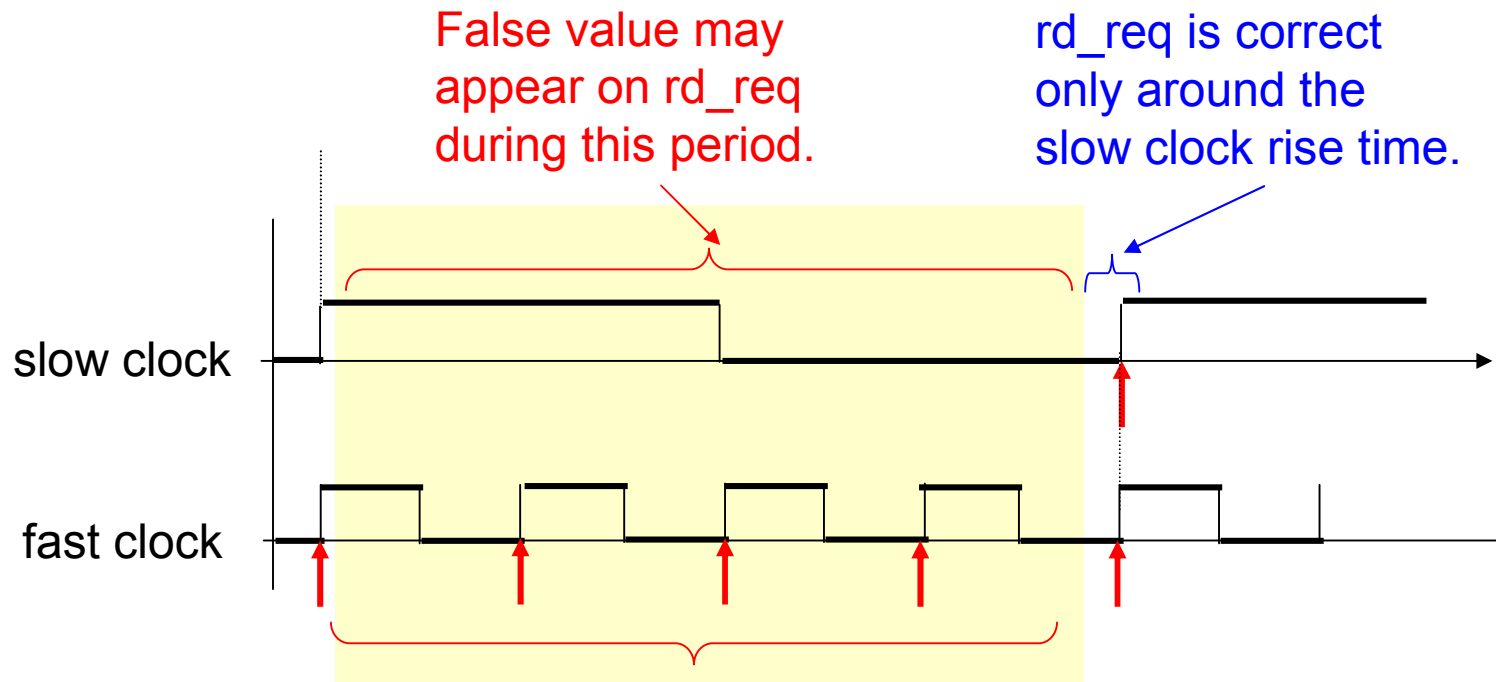 False value may
appear on rd_req
during this period.
rd_req is correct
only around the
slow clock rise time.
slow clock
fast clock